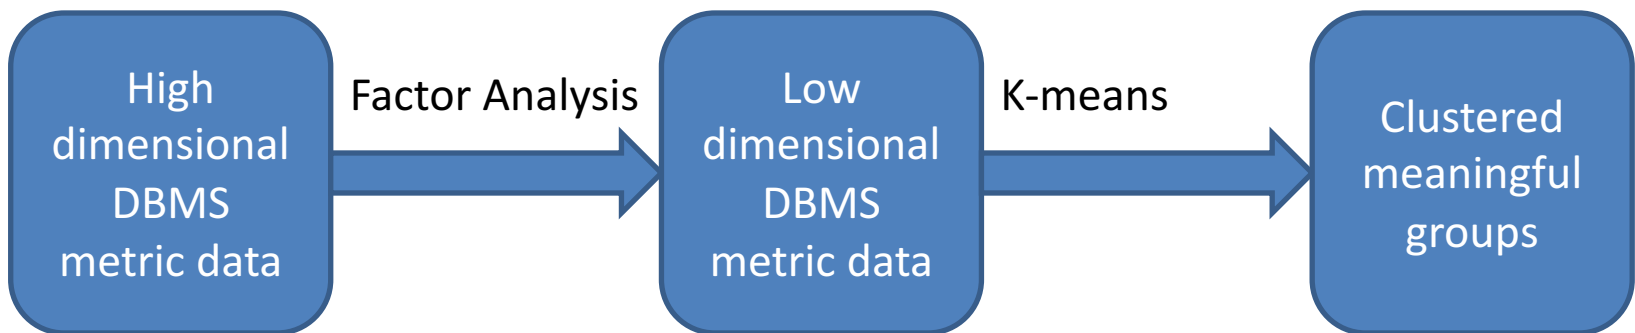 High
dimensional
DBMS
metric data
Factor Analysis
Low
dimensional
DBMS
metric data
K-means
Clustered
meaningful
groups